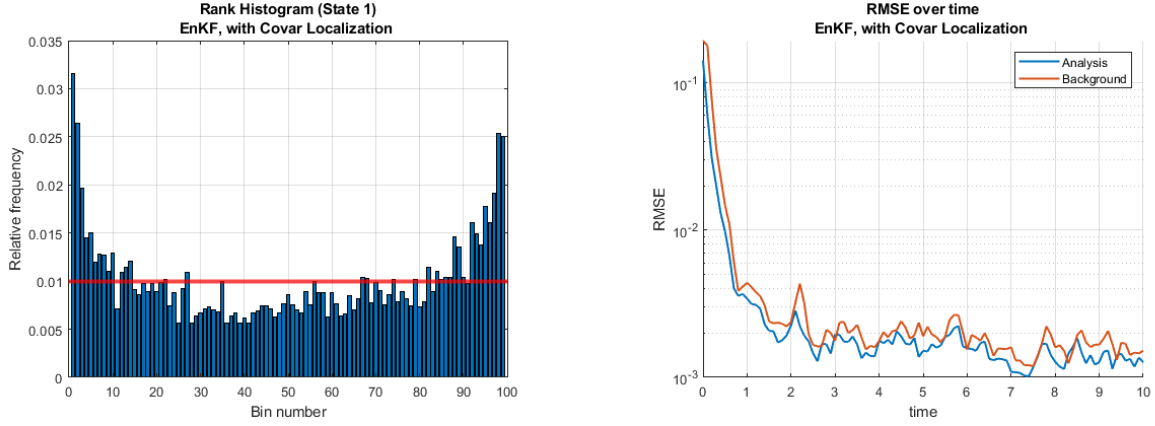 Rank Histogram (State 1)
EnKF, with Covar Localization
0.035
0.03
0.025
0.02
0.015
0.01
0.005
0
Relative frequency
0 10 20 30 40 50 60 70 80 90 100
Bin number
RMSE over time
EnKF, with Covar Localization
Analysis
Background
10-1
10-2
10-3
RMSE
0 1 2 3 4 5 6 7 8 9 10
time